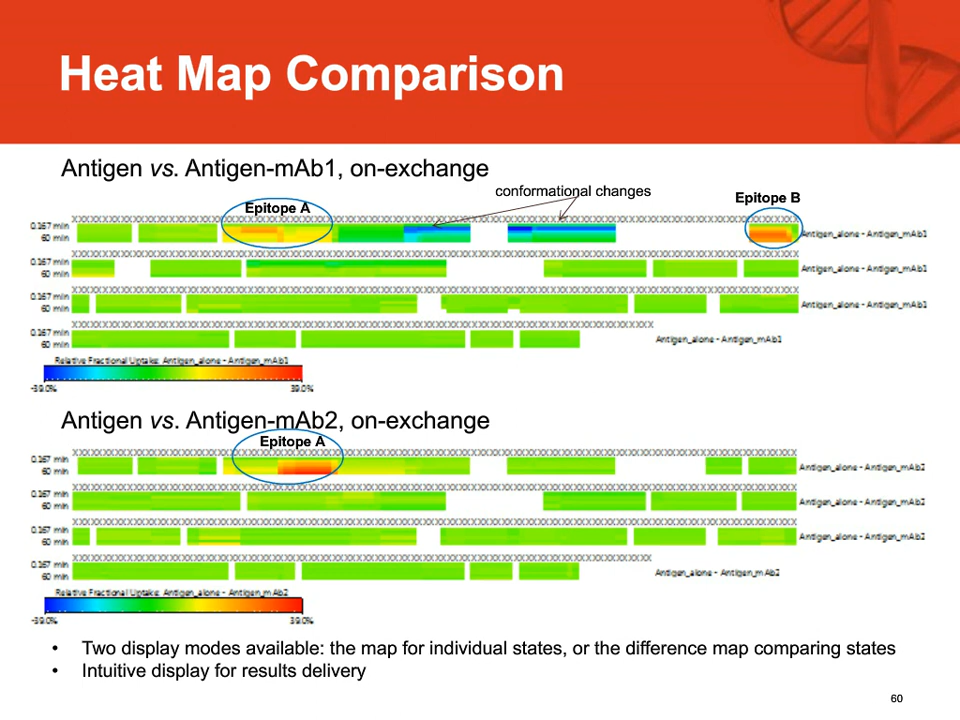 Heat Map Comparison
Antigen vs. Antigen-mAb1, on-exchange
conformational changes
Epitope A
Epitope B
0.167 min
60 min
Antigen_alone - Antigen_mAb1
0.167 min
60 min
Antigen_alone - Antigen_mAb1
0.167 min
60 min
Antigen_alone - Antigen_mAb1
0.167 min
60 min
Antigen_alone - Antigen_mAb1
Relative Fractional Uptake: Antigen_alone - Antigen_mAb1
-39.0% 39.0%
Antigen vs. Antigen-mAb2, on-exchange
Epitope A
0.167 min
60 min
Antigen_alone - Antigen_mAb2
0.167 min
60 min
Antigen_alone - Antigen_mAb2
0.167 min
60 min
Antigen_alone - Antigen_mAb2
0.167 min
60 min
Antigen_alone - Antigen_mAb2
Relative Fractional Uptake: Antigen_alone - Antigen_mAb2
-39.0% 39.0%
• Two display modes available: the map for individual states, or the difference map comparing states
• Intuitive display for results delivery
60